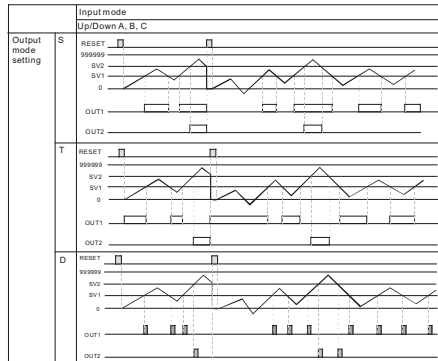 Input mode
Up/Down A, B, C
Output mode setting
S
RESET
999999
SV2
SV1
0
OUT1
OUT2
T
RESET
999999
SV2
SV1
0
OUT1
OUT2
D
RESET
999999
SV2
SV1
0
OUT1
OUT2